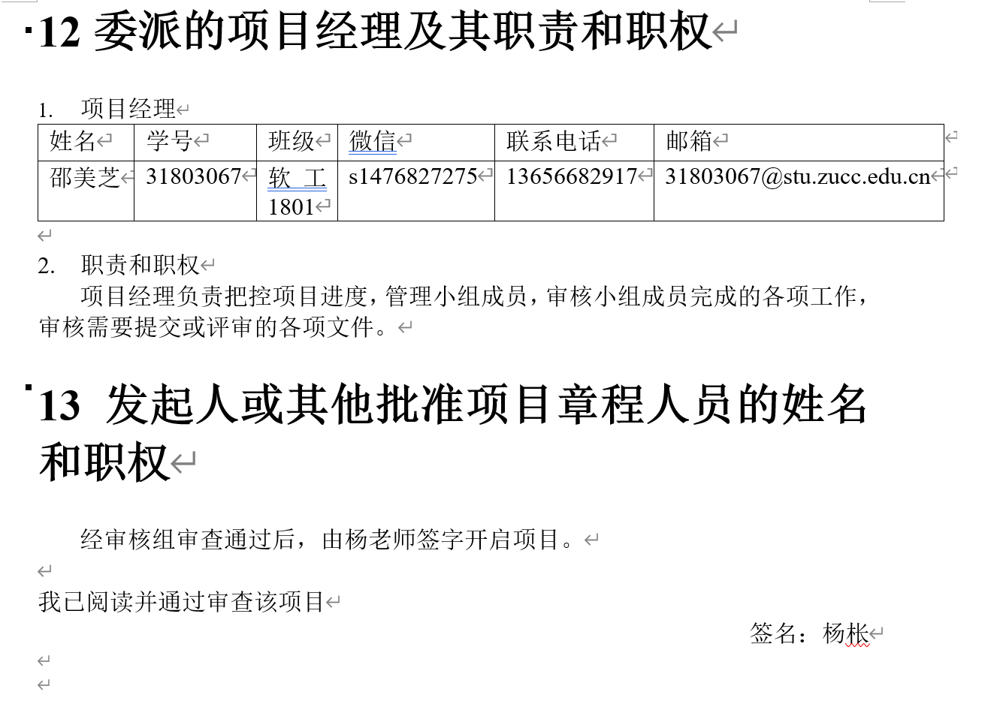 12 委派的项目经理及其职责和职权
1. 项目经理
姓名 学号 班级 微信 联系电话 邮箱
邵美芝 31803067 软 工 s1476827275 13656682917 31803067@stu.zucc.edu.cn
1801
2. 职责和职权
项目经理负责把控项目进度，管理小组成员，审核小组成员完成的各项工作，
审核需要提交或评审的各项文件。
13 发起人或其他批准项目章程人员的姓名
和职权
经审核组审查通过后，由杨老师签字开启项目。
我已阅读并通过审查该项目
签名：杨枨